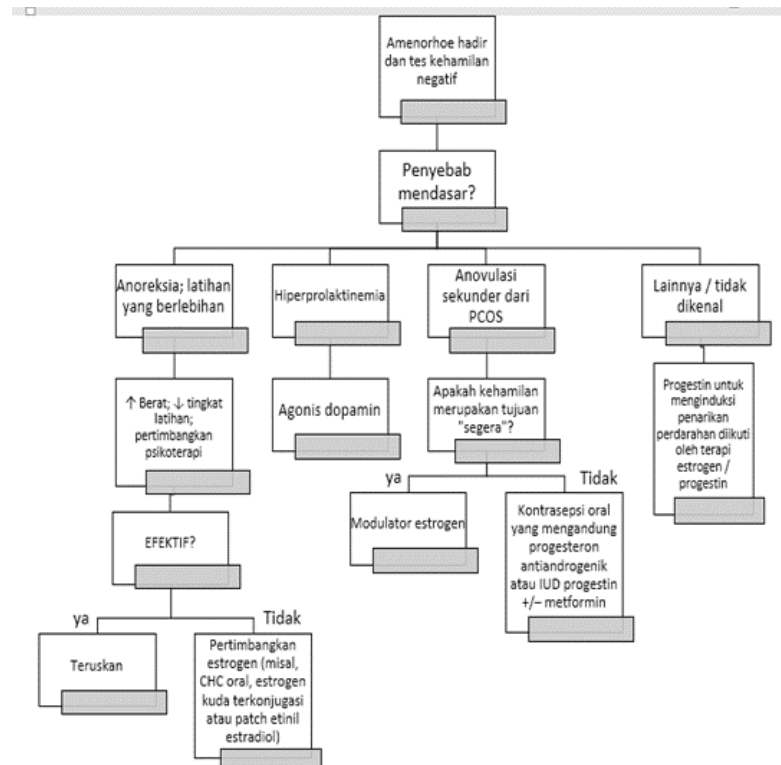 Amenorhoe hadir
dan tes kehamilan
negatif
Penyebab
mendasar?
Anoreksia; latihan
yang berlebihan
Hiperprolaktinemia
Anovulasi
sekunder dari
PCOS
Lainnya / tidak
dikenal
↑ Berat; ↓ tingkat
latihan;
pertimbangkan
psikoterapi
Agonis dopamin
Apakah kehamilan
merupakan tujuan
"segera"?
Progestin untuk
menginduksi
penarikan
perdarahan diikuti
oleh terapi
estrogen /
progestin
ya
Tidak
Modulator estrogen
Kontrasepsi oral
yang mengandung
progesteron
antiandrogenik
atau IUD progestin
+/− metformin
EFEKTIF?
ya
Tidak
Teruskan
Pertimbangkan
estrogen (misal,
CHC oral, estrogen
kuda terkonjugasi
atau patch etinil
estradiol)